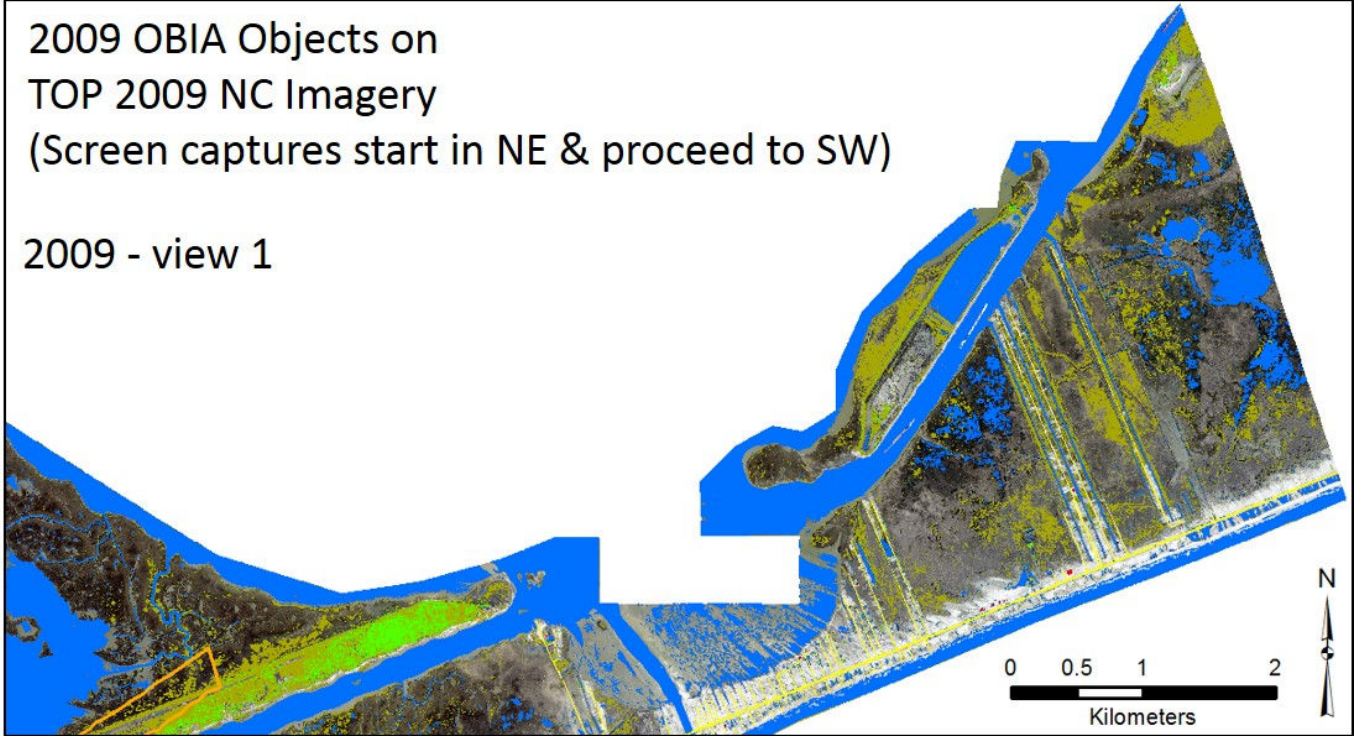 2009 OBIA Objects on
TOP 2009 NC Imagery
(Screen captures start in NE & proceed to SW)
2009 - view 1
N
0 0.5 1 2
Kilometers